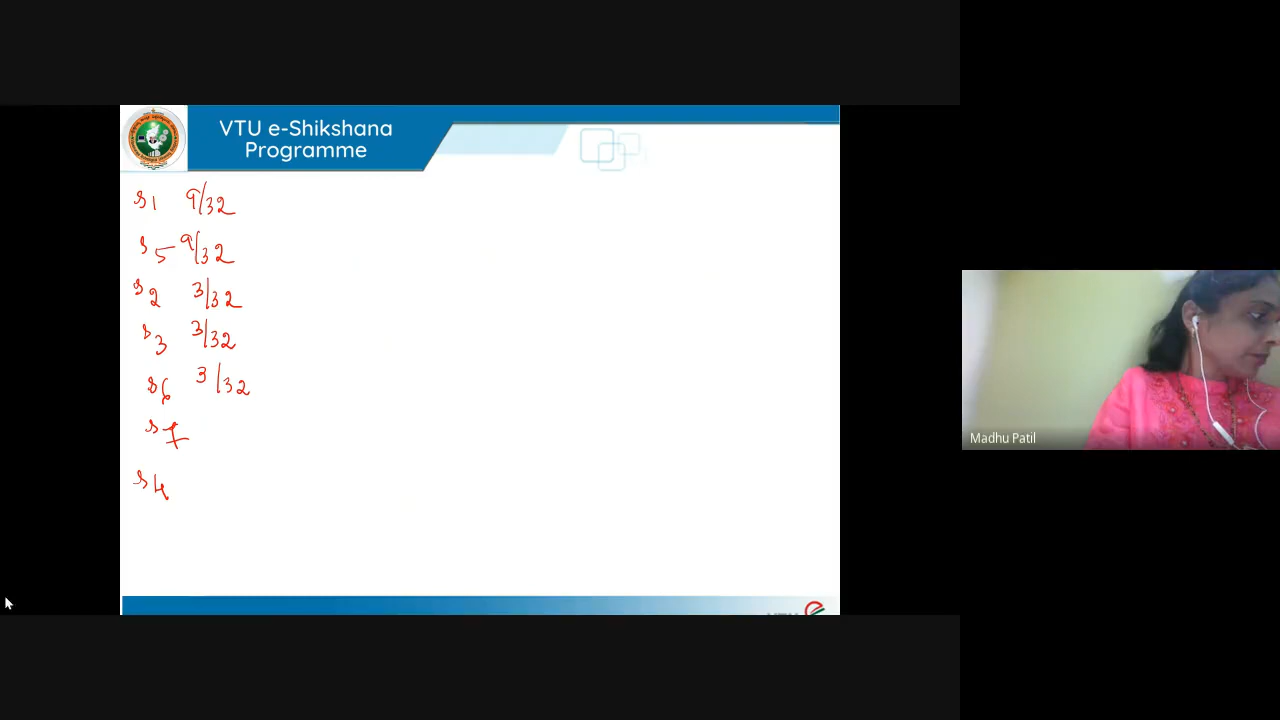 VTU e-Shikshana
Programme
S1 9/32
S5 9/32
S2 3/32
S3 3/32
S6 3/32
S7
S4
Madhu Patil